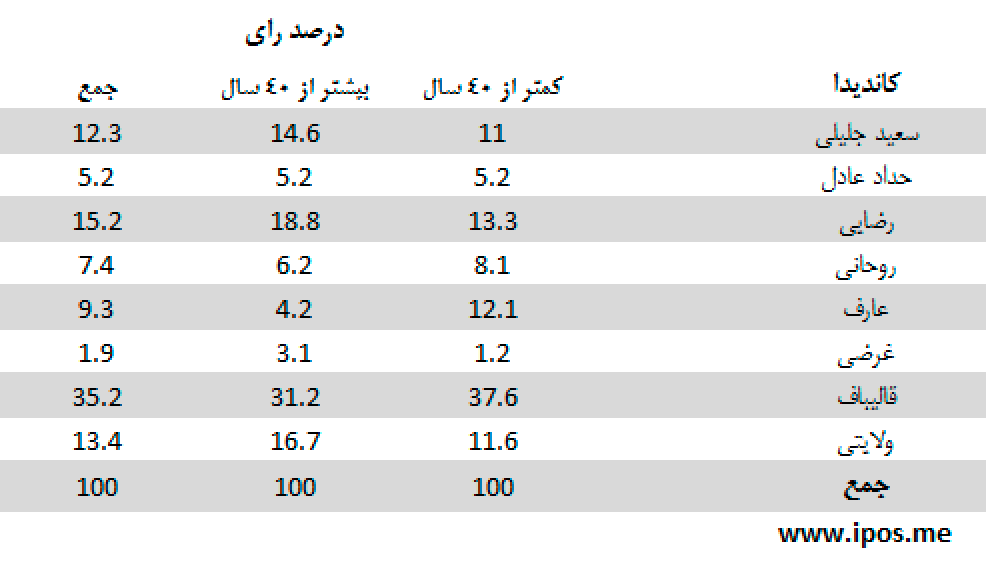 درصد رای
کاندیدا کمتر از ٤٠ سال بیشتر از ٤٠ سال جمع
سعید جلیلی 11 14.6 12.3
حداد عادل 5.2 5.2 5.2
رضایی 13.3 18.8 15.2
روحانی 8.1 6.2 7.4
عارف 12.1 4.2 9.3
غرضی 1.2 3.1 1.9
قالیباف 37.6 31.2 35.2
ولایتی 11.6 16.7 13.4
جمع 100 100 100
www.ipos.me